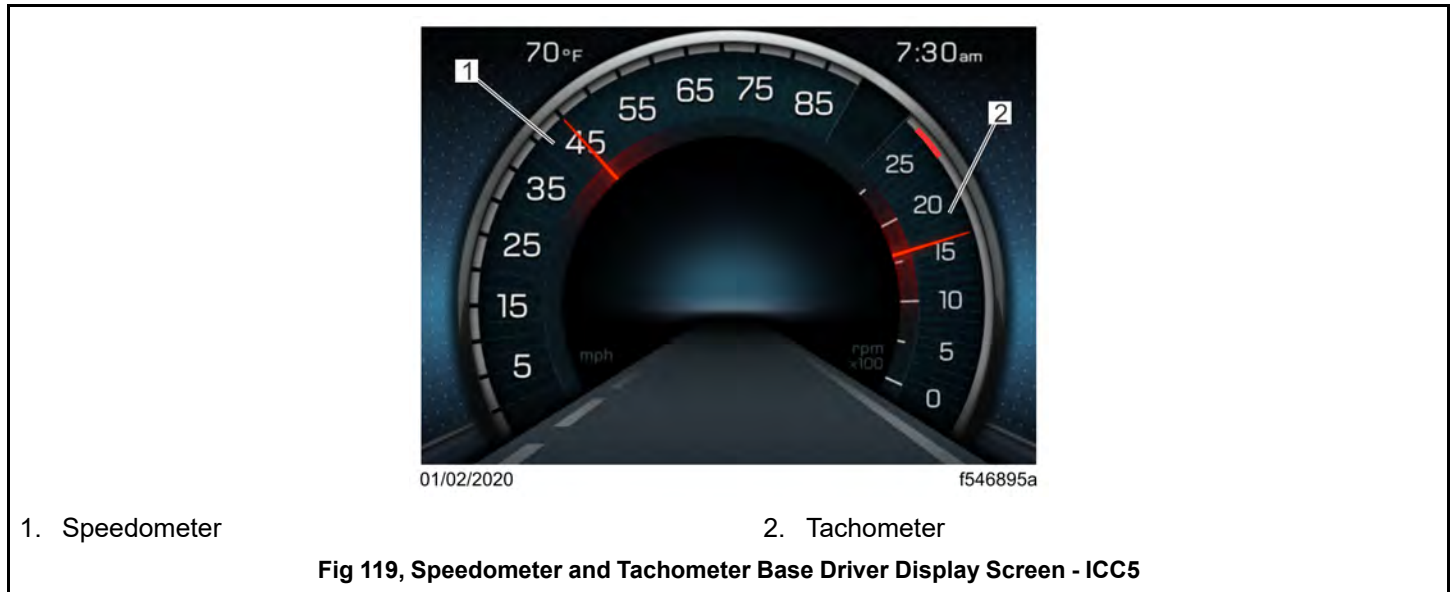 70°F 7:30am
1
2
5
15
25
35
45
55
65
75
85
mph
25
20
15
10
5
0
rpm
x100
01/02/2020 f546895a
1. Speedometer 2. Tachometer
Fig 119, Speedometer and Tachometer Base Driver Display Screen - ICC5